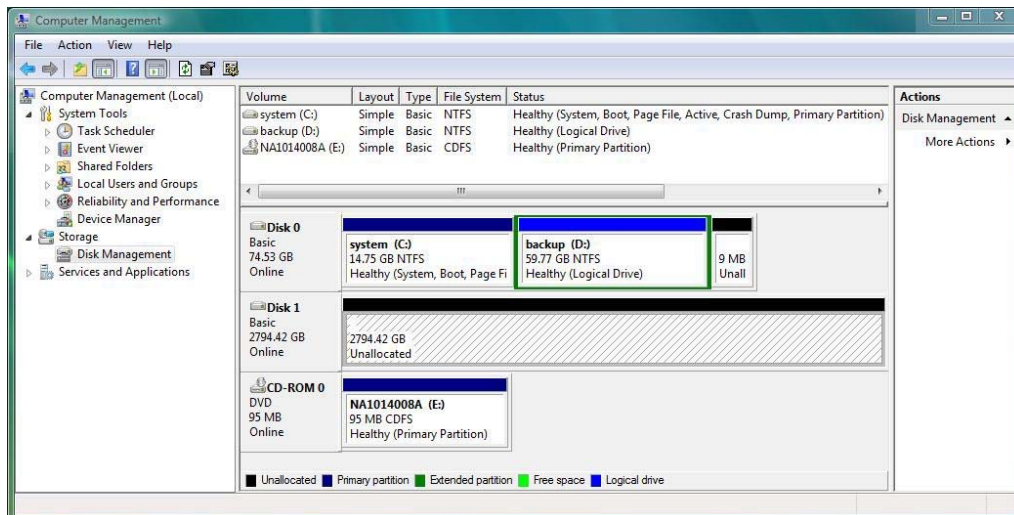 Computer Management
File Action View Help
Computer Management (Local)
System Tools
Task Scheduler
Event Viewer
Shared Folders
Local Users and Groups
Reliability and Performance
Device Manager
Storage
Disk Management
Services and Applications
Volume Layout Type File System Status
system (C:) Simple Basic NTFS Healthy (System, Boot, Page File, Active, Crash Dump, Primary Partition)
backup (D:) Simple Basic NTFS Healthy (Logical Drive)
NA1014008A (E:) Simple Basic CDFS Healthy (Primary Partition)
Disk 0
Basic
74.53 GB
Online
system (C:)
14.75 GB NTFS
Healthy (System, Boot, Page Fi
backup (D:)
59.77 GB NTFS
Healthy (Logical Drive)
9 MB
Unall
Disk 1
Basic
2794.42 GB
Online
2794.42 GB
Unallocated
CD-ROM 0
DVD
95 MB
Online
NA1014008A (E:)
95 MB CDFS
Healthy (Primary Partition)
Unallocated Primary partition Extended partition Free space Logical drive
Actions
Disk Management
More Actions